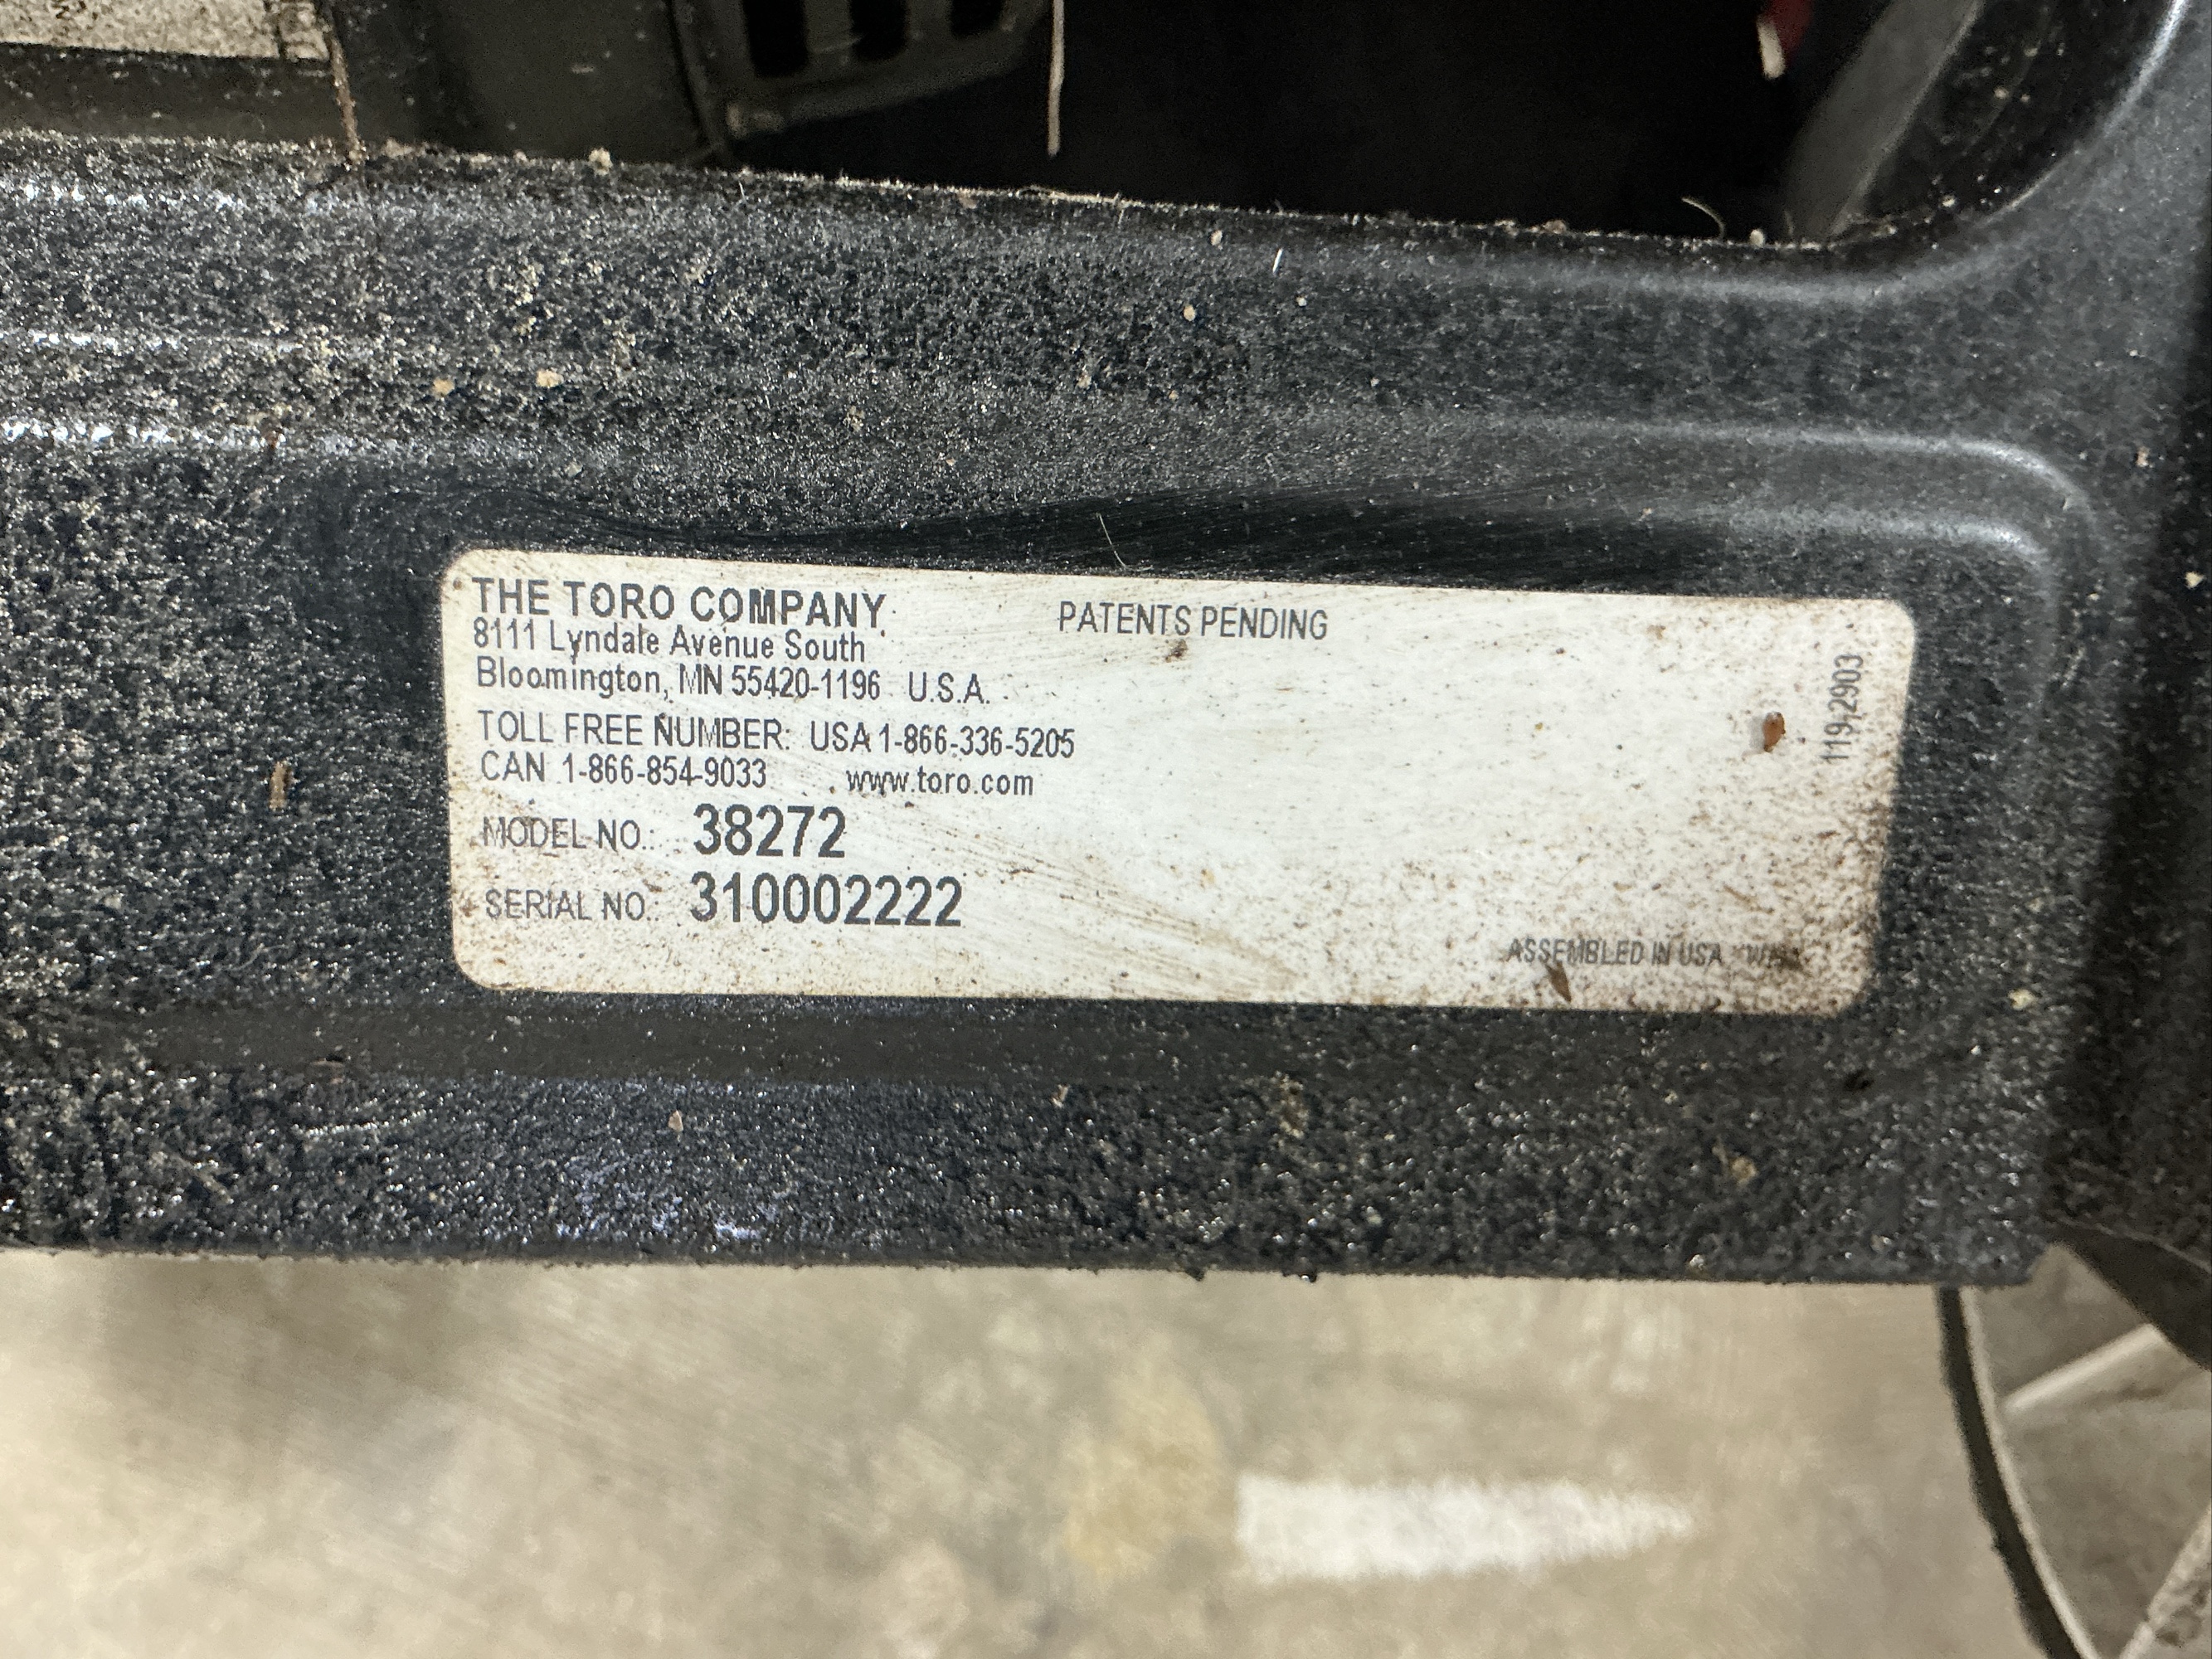 THE TORO COMPANY
8111 Lyndale Avenue South
Bloomington, MN 55420-1196 U.S.A.
PATENTS PENDING
TOLL FREE NUMBER: USA 1-866-336-5205
CAN 1-866-854-9033 www.toro.com
MODEL NO.: 38272
SERIAL NO.: 310002222
119-2903
ASSEMBLED IN USA